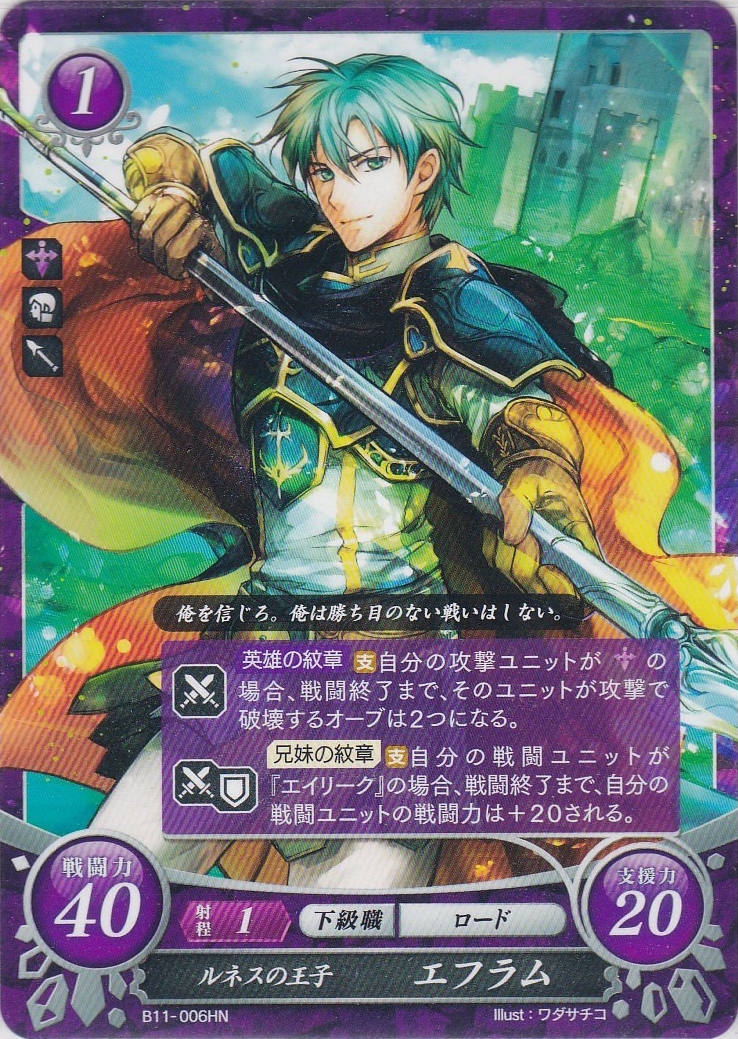 1
俺を信じろ。俺は勝ち目のない戦いはしない。
英雄の紋章 支自分の攻撃ユニットが の
場合、戦闘終了まで、そのユニットが攻撃で
破壊するオーブは2つになる。
兄妹の紋章 支自分の戦闘ユニットが
『エイリーク』の場合、戦闘終了まで、自分の
戦闘ユニットの戦闘力は+20される。
戦闘力
40
射程 1
下級職
ロード
支援力
20
ルネスの王子 エフラム
B11-006HN
Illust:ワダサチコ